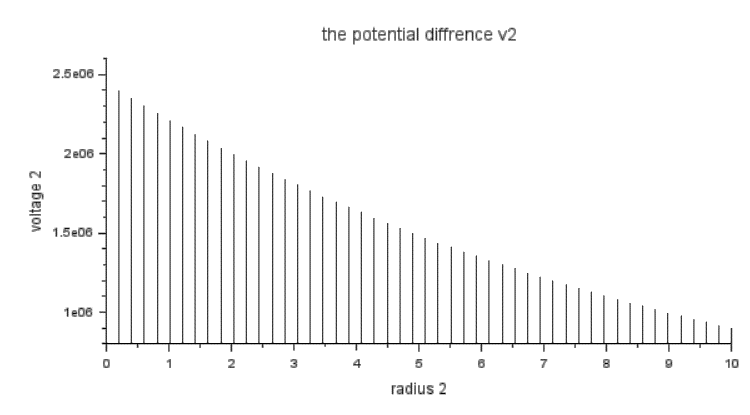 the potential diffrence v2
2.5e06
2e06
1.5e06
1e06
voltage 2
0 1 2 3 4 5 6 7 8 9 10
radius 2